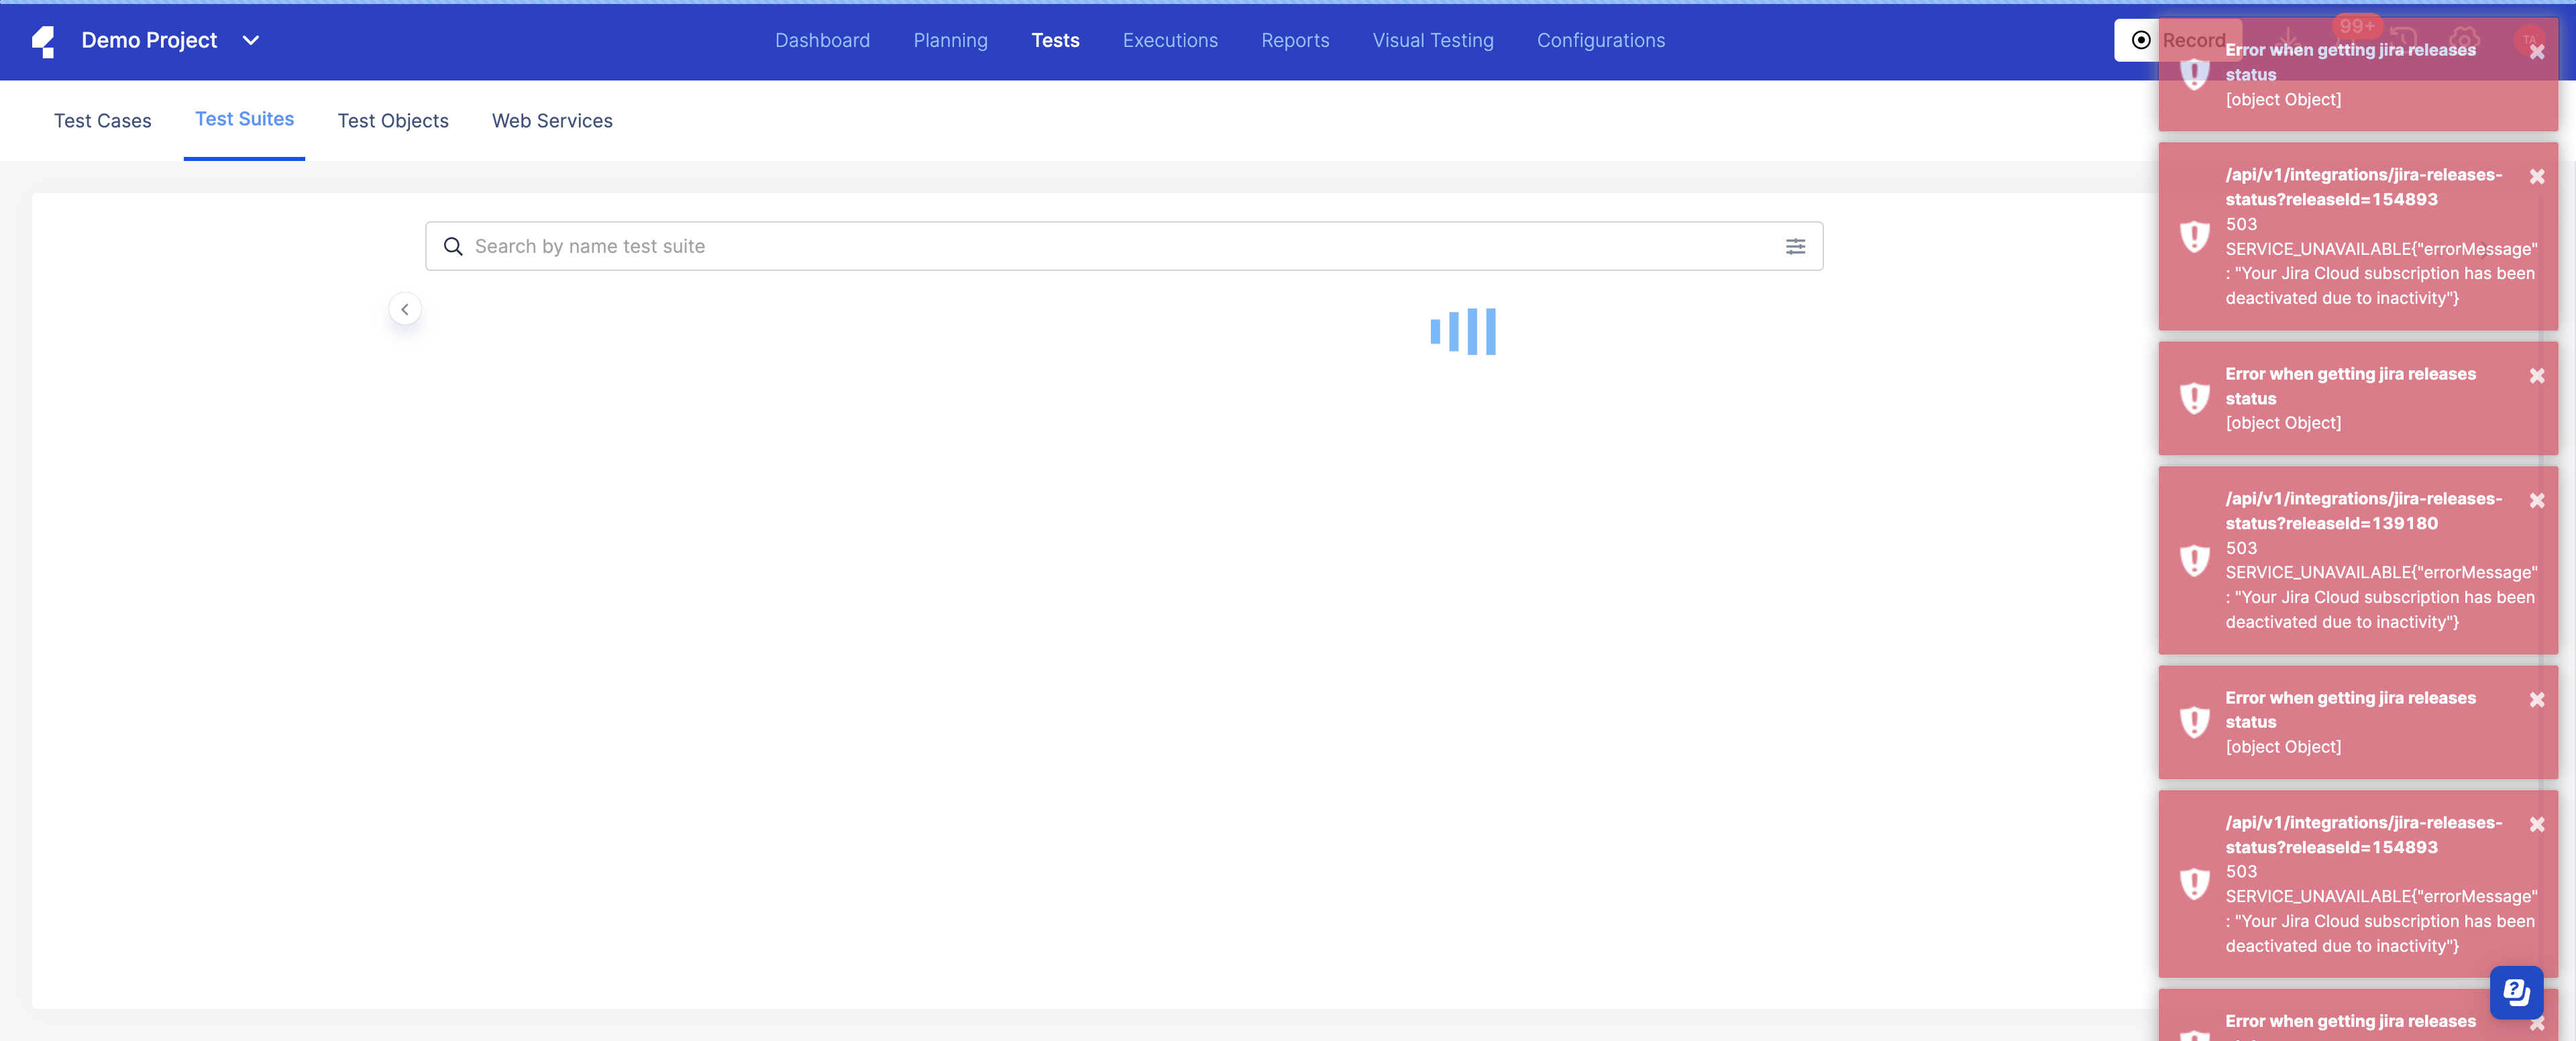 Demo Project
Dashboard
Planning
Tests
Executions
Reports
Visual Testing
Configurations
Record
99+
TA
Test Cases
Test Suites
Test Objects
Web Services
Search by name test suite
Error when getting jira releases
status
[object Object]
/api/v1/integrations/jira-releases-
status?releaseId=154893
503
SERVICE_UNAVAILABLE{"errorMessage"
: "Your Jira Cloud subscription has been
deactivated due to inactivity"}
Error when getting jira releases
status
[object Object]
/api/v1/integrations/jira-releases-
status?releaseId=139180
503
SERVICE_UNAVAILABLE{"errorMessage"
: "Your Jira Cloud subscription has been
deactivated due to inactivity"}
Error when getting jira releases
status
[object Object]
/api/v1/integrations/jira-releases-
status?releaseId=154893
503
SERVICE_UNAVAILABLE{"errorMessage"
: "Your Jira Cloud subscription has been
deactivated due to inactivity"}
Error when getting jira releases